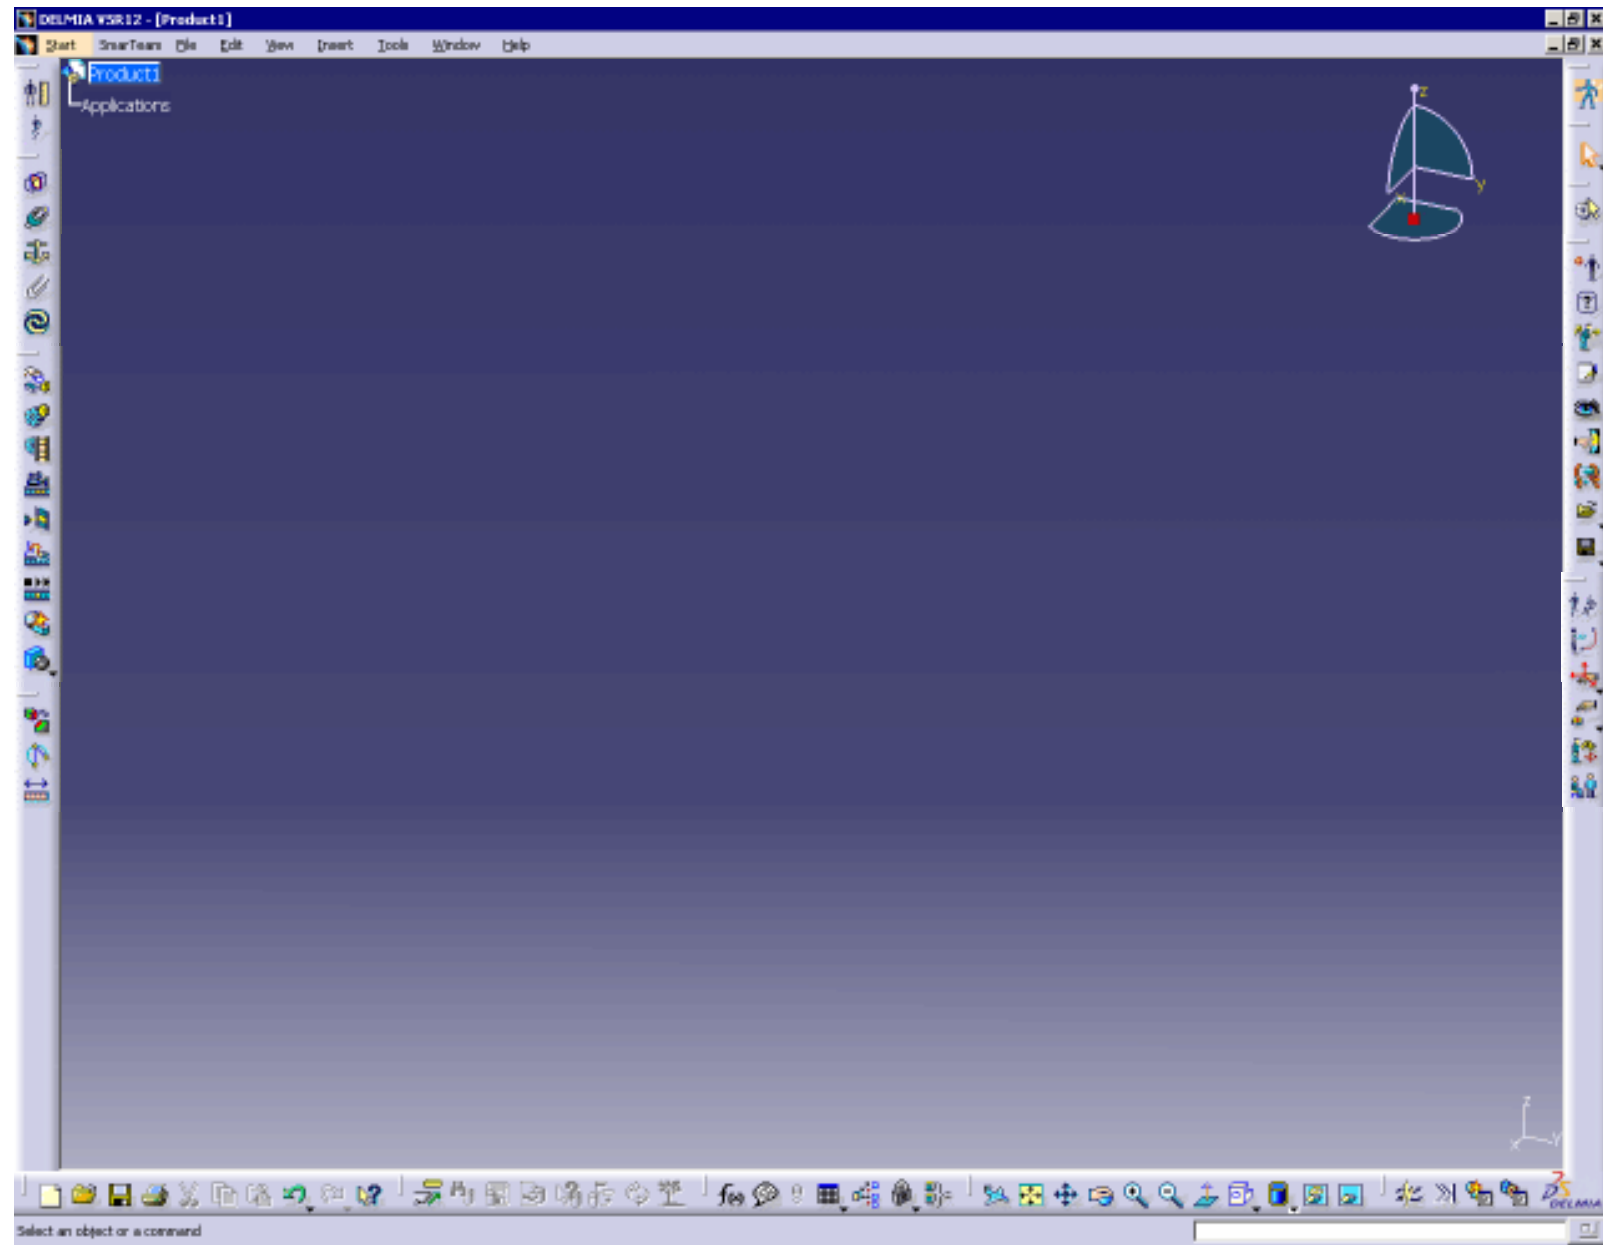 DELMIA V5R12 - [Product1]
Start SmarTeam File Edit View Insert Tools Window Help
Product1
Applications
z
y
x
z
x
y
f(x)
DELMIA
Select an object or a command